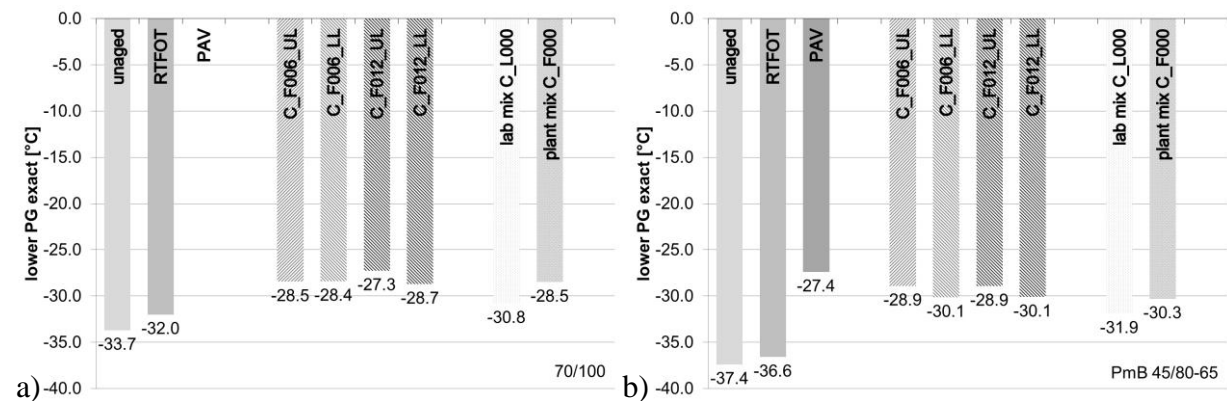 lower PG exact [°C]
0.0
-5.0
-10.0
-15.0
-20.0
-25.0
-30.0
-35.0
-40.0
unaged
RTFOT
PAV
C_F006_UL
C_F006_LL
C_F012_UL
C_F012_LL
lab mix C_L000
plant mix C_F000
-33.7
-32.0
-28.5
-28.4
-27.3
-28.7
-30.8
-28.5
70/100
a)
lower PG exact [°C]
0.0
-5.0
-10.0
-15.0
-20.0
-25.0
-30.0
-35.0
-40.0
unaged
RTFOT
PAV
C_F006_UL
C_F006_LL
C_F012_UL
C_F012_LL
lab mix C_L000
plant mix C_F000
-37.4
-36.6
-27.4
-28.9
-30.1
-28.9
-30.1
-31.9
-30.3
PmB 45/80-65
b)